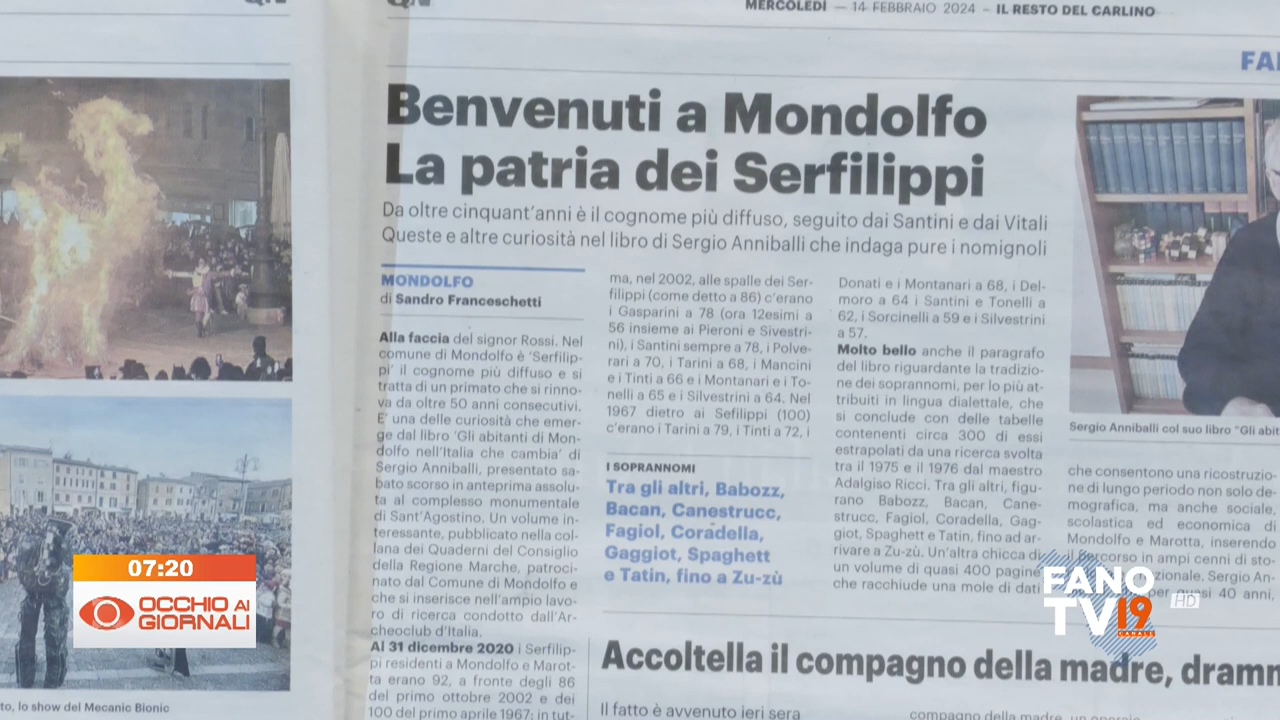 MERCOLEDÌ — 14 FEBBRAIO 2024 – IL RESTO DEL CARLINO
Benvenuti a Mondolfo
La patria dei Serfilippi
Da oltre cinquant'anni è il cognome più diffuso, seguito dai Santini e dai Vitali
Queste e altre curiosità nel libro di Sergio Anniballi che indaga pure i nomignoli
MONDOLFO
di Sandro Franceschetti
Alla faccia del signor Rossi. Nel
comune di Mondolfo è 'Serfilip-
pi' il cognome più diffuso e si
tratta di un primato che si rinno-
va da oltre 50 anni consecutivi.
E' una delle curiosità che emer-
ge dal libro 'Gli abitanti di Mon-
dolfo nell'Italia che cambia' di
Sergio Anniballi, presentato sa-
bato scorso in anteprima assolu-
ta al complesso monumentale
di Sant'Agostino. Un volume in-
teressante, pubblicato nella col-
lana dei Quaderni del Consiglio
della Regione Marche, patroci-
nato dal Comune di Mondolfo e
che si inserisce nell'ampio lavo-
ro di ricerca condotto dall'Ar-
cheoclub d'Italia.
Al 31 dicembre 2020 i Serfilip-
pi residenti a Mondolfo e Marot-
ta erano 92, a fronte degli 86
del primo ottobre 2002 e dei
100 del primo aprile 1967; in tut-
ma, nel 2002, alle spalle dei Ser-
filippi (come detto a 86) c'erano
i Gasparini a 78 (ora 12esimi a
56 insieme ai Pieroni e Sivestri-
ni), i Santini sempre a 78, i Polve-
rari a 70, i Tarini a 68, i Mancini
e i Tinti a 66 e i Montanari e i To-
nelli a 65 e i Silvestrini a 64. Nel
1967 dietro ai Sefilippi (100)
c'erano i Tarini a 79, i Tinti a 72, i
I SOPRANNOMI
Tra gli altri, Babozz,
Bacan, Canestrucc,
Fagiol, Coradella,
Gaggiot, Spaghett
e Tatin, fino a Zu-zù
Donati e i Montanari a 68, i Del-
moro a 64 i Santini e Tonelli a
62, i Sorcinelli a 59 e i Silvestrini
a 57.
Molto bello anche il paragrafo
del libro riguardante la tradizio-
ne dei soprannomi, per lo più at-
tribuiti in lingua dialettale, che
si conclude con delle tabelle
contenenti circa 300 di essi
estrapolati da una ricerca svolta
tra il 1975 e il 1976 dal maestro
Adalgiso Ricci. Tra gli altri, figu-
rano Babozz, Bacan, Cane-
strucc, Fagiol, Coradella, Gag-
giot, Spaghett e Tatin, fino ad ar-
rivare a Zu-zù. Un'altra chicca di
un volume di quasi 400 pagine
che racchiude una mole di dati
Sergio Anniballi col suo libro "Gli abit
che consentono una ricostruzio-
ne di lungo periodo non solo de-
mografica, ma anche sociale,
scolastica ed economica di
Mondolfo e Marotta, inserendo
il percorso in ampi cenni di sto-
zionale. Sergio An-
per quasi 40 anni,
Accoltella il compagno della madre, dramm
Il fatto è avvenuto ieri sera
compagno della madre, un operaio
to, lo show del Mecanic Bionic
07:20
OCCHIO AI
GIORNALI
FANO
TV 19
CANALE
HD